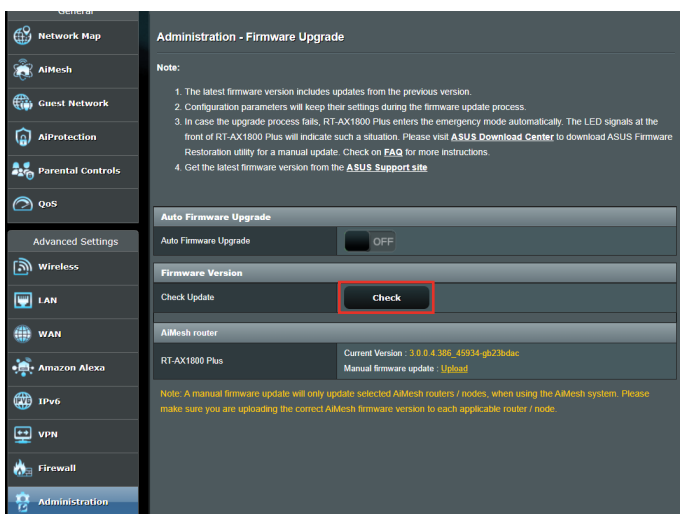 General
Network Map
AiMesh
Guest Network
AiProtection
Parental Controls
QoS
Advanced Settings
Wireless
LAN
WAN
Amazon Alexa
IPv6
VPN
Firewall
Administration
Administration - Firmware Upgrade
Note:
1. The latest firmware version includes updates from the previous version.
2. Configuration parameters will keep their settings during the firmware update process.
3. In case the upgrade process fails, RT-AX1800 Plus enters the emergency mode automatically. The LED signals at the
front of RT-AX1800 Plus will indicate such a situation. Please visit ASUS Download Center to download ASUS Firmware
Restoration utility for a manual update. Check on FAQ for more instructions.
4. Get the latest firmware version from the ASUS Support site
Auto Firmware Upgrade
Auto Firmware Upgrade OFF
Firmware Version
Check Update Check
AiMesh router
RT-AX1800 Plus
Current Version : 3.0.0.4.386_45934-gb23bdac
Manual firmware update : Upload
Note: A manual firmware update will only update selected AiMesh routers / nodes, when using the AiMesh system. Please
make sure you are uploading the correct AiMesh firmware version to each applicable router / node.